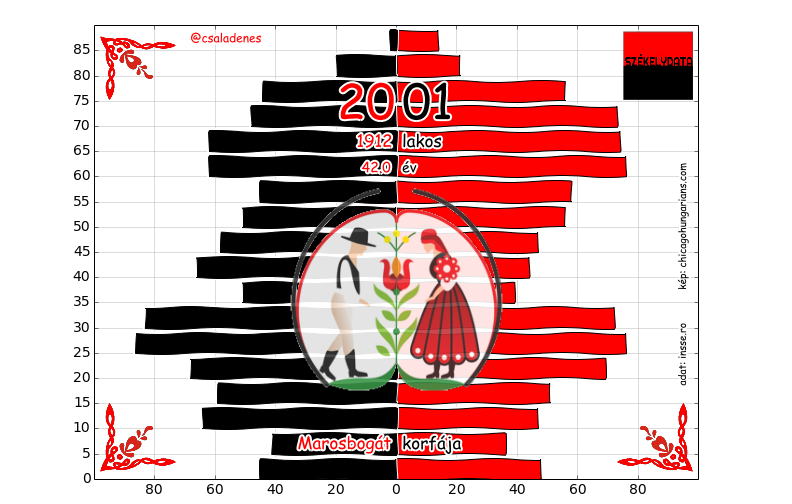 @csaladenes
SZÉKELYDATA
2001
1912 lakos
42.0 év
kép: chicagohungarians.com
adat: insse.ro
Marosbogát korfája
85
80
75
70
65
60
55
50
45
40
35
30
25
20
15
10
5
0
80 60 40 20 0 20 40 60 80